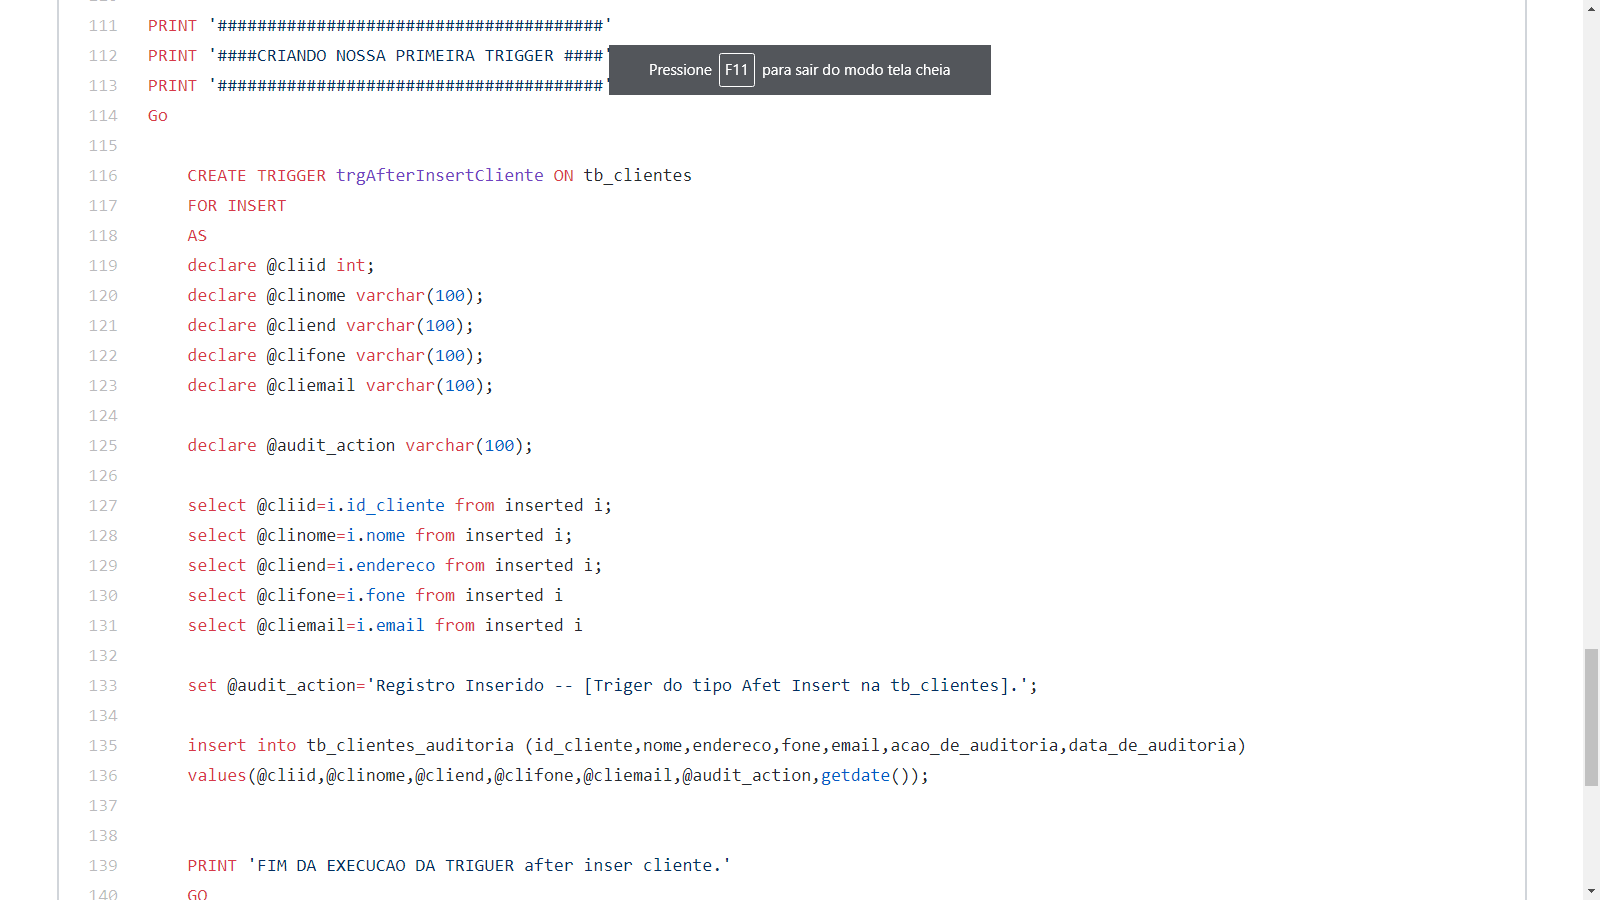 111 PRINT '#######################################'
112 PRINT '####CRIANDO NOSSA PRIMEIRA TRIGGER ####'
Pressione F11 para sair do modo tela cheia
113 PRINT '#######################################'
114 Go
115
116 CREATE TRIGGER trgAfterInsertCliente ON tb_clientes
117 FOR INSERT
118 AS
119 declare @cliid int;
120 declare @clinome varchar(100);
121 declare @cliend varchar(100);
122 declare @clifone varchar(100);
123 declare @cliemail varchar(100);
124
125 declare @audit_action varchar(100);
126
127 select @cliid=i.id_cliente from inserted i;
128 select @clinome=i.nome from inserted i;
129 select @cliend=i.endereco from inserted i;
130 select @clifone=i.fone from inserted i
131 select @cliemail=i.email from inserted i
132
133 set @audit_action='Registro Inserido -- [Triger do tipo Afet Insert na tb_clientes].';
134
135 insert into tb_clientes_auditoria (id_cliente,nome,endereco,fone,email,acao_de_auditoria,data_de_auditoria)
136 values(@cliid,@clinome,@cliend,@clifone,@cliemail,@audit_action,getdate());
137
138
139 PRINT 'FIM DA EXECUCAO DA TRIGUER after inser cliente.'
140 GO